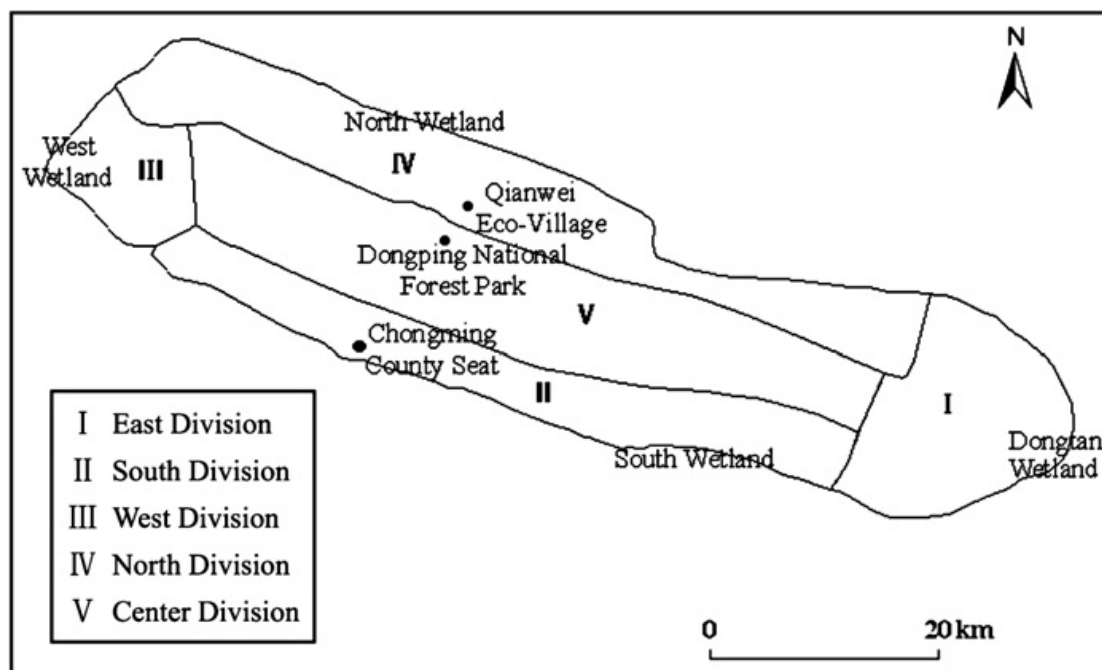 N
North Wetland
West
Wetland
III
IV
Qianwei
Eco-Village
Dongping National
Forest Park
V
Chongming
County Seat
II
I
South Wetland
Dongtan
Wetland
I East Division
II South Division
III West Division
IV North Division
V Center Division
0 20 km